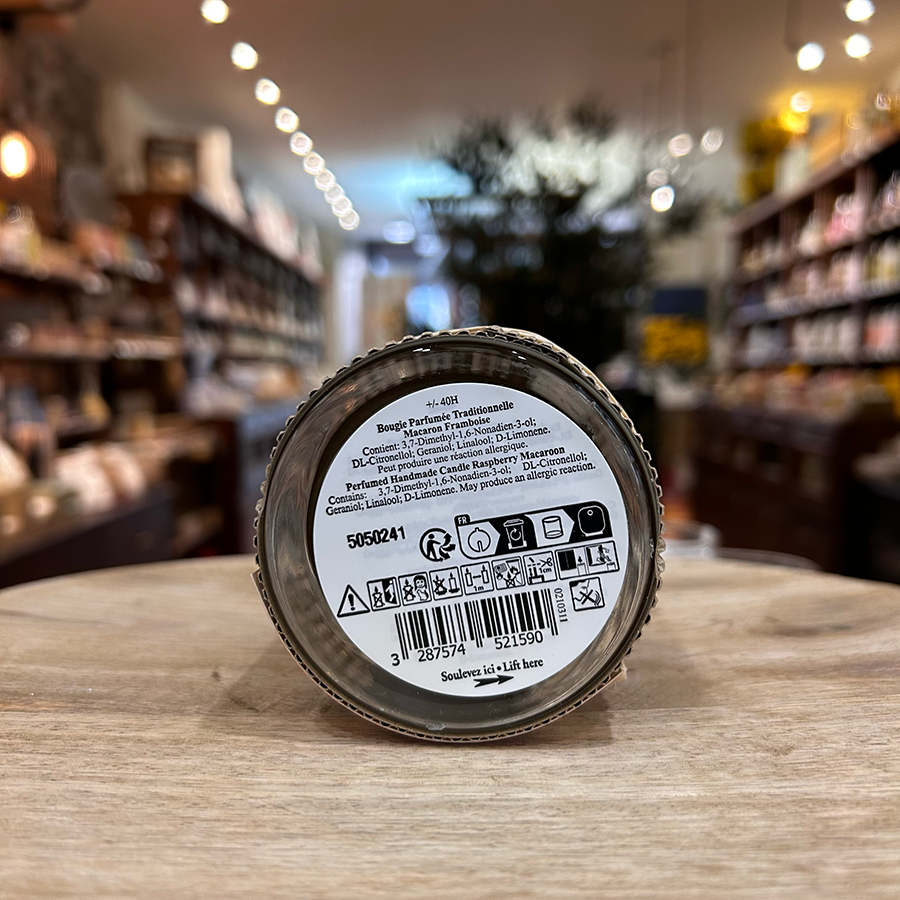 +/- 40H
Bougie Parfumée Traditionnelle
Macaron Framboise
Contient: 3,7-Dimethyl-1,6-Nonadien-3-ol;
DL-Citronellol; Geraniol; Linalool; D-Limonene.
Peut produire une réaction allergique.
Perfumed Handmade Candle Raspberry Macaroon
Contains: 3,7-Dimethyl-1,6-Nonadien-3-ol; DL-Citronellol;
Geraniol; Linalool; D-Limonene. May produce an allergic reaction.
5050241
FR
1m
1cm
0210311
3 287574 521590
Soulevez ici • Lift here